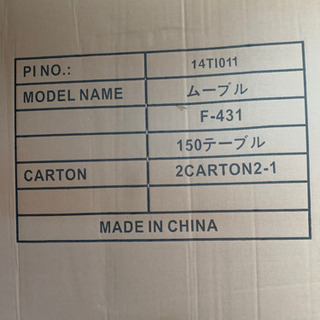 PI NO.: 14TI011
MODEL NAME ムーブル
F-431
150テーブル
CARTON 2CARTON2-1
MADE IN CHINA